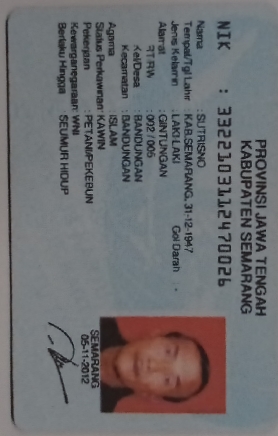 PROVINSI JAWA TENGAH
KABUPATEN SEMARANG
NIK : 3322103112470026
Nama : SUTRISNO
Tempat/Tgl Lahir : KAB.SEMARANG, 31-12-1947
Jenis Kelamin : LAKI-LAKI Gol Darah : -
Alamat : GINTUNGAN
RT/RW : 002 / 005
Kel/Desa : BANDUNGAN
Kecamatan : BANDUNGAN
Agama : ISLAM
Status Perkawinan: KAWIN
Pekerjaan : PETANI/PEKEBUN
Kewarganegaraan: WNI
Berlaku Hingga : SEUMUR HIDUP
SEMARANG
05-11-2012